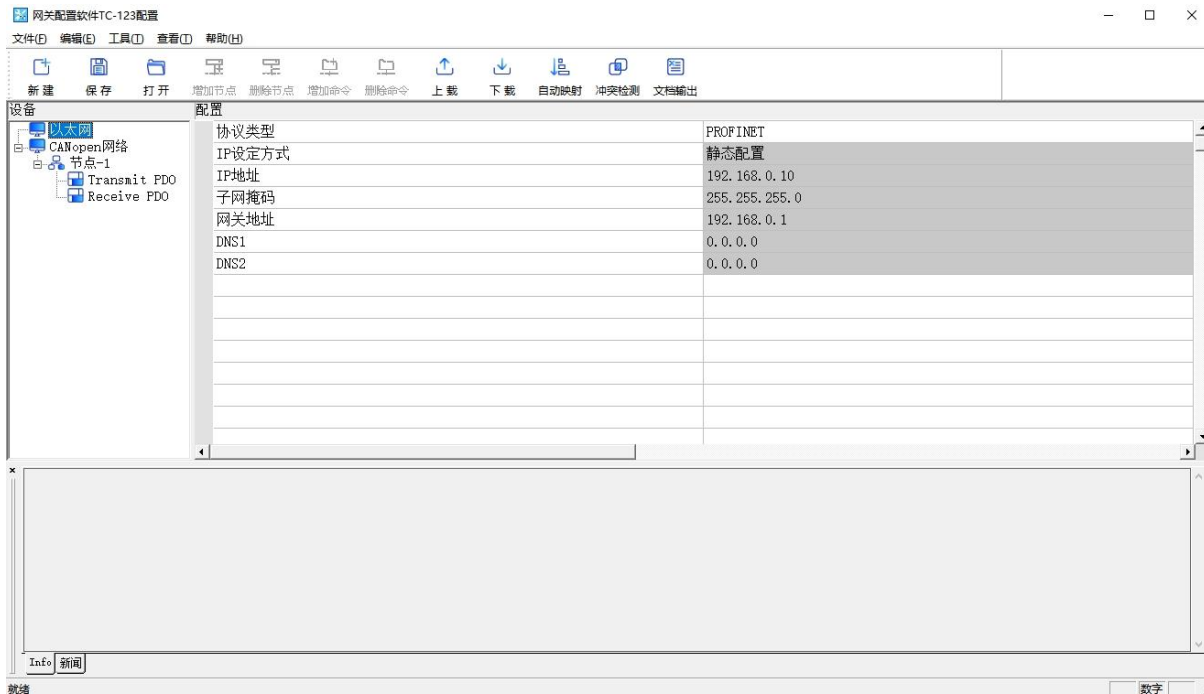 网关配置软件TC-123配置
文件(F) 编辑(E) 工具(T) 查看(T) 帮助(H)
新建 保存 打开 增加节点 删除节点 增加命令 删除命令 上载 下载 自动映射 冲突检测 文档输出
设备 配置
以太网
CANopen网络
节点-1
Transmit PDO
Receive PDO
协议类型 PROFINET
IP设定方式 静态配置
IP地址 192.168.0.10
子网掩码 255.255.255.0
网关地址 192.168.0.1
DNS1 0.0.0.0
DNS2 0.0.0.0
Info 新闻
就绪 数字